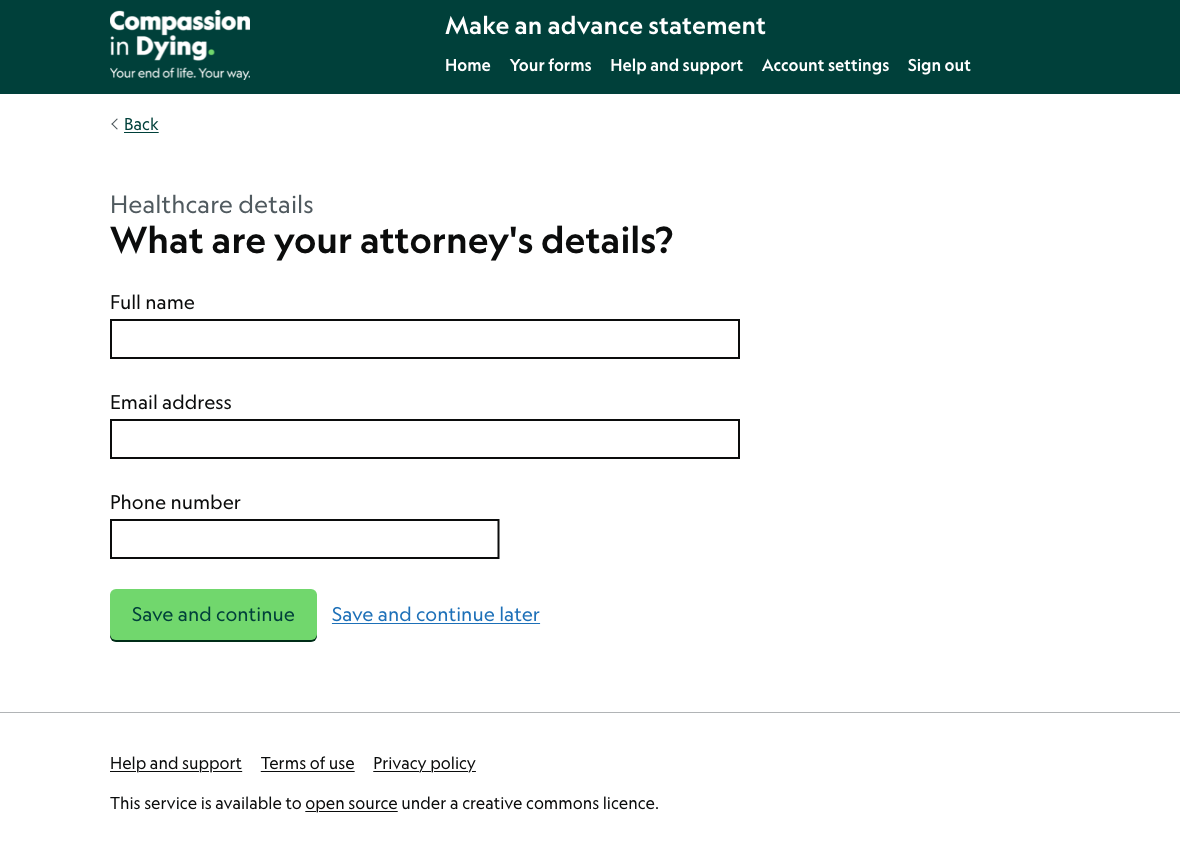 Compassion
in Dying.
Your end of life. Your way.
Make an advance statement
Home Your forms Help and support Account settings Sign out
Back
Healthcare details
What are your attorney's details?
Full name
Email address
Phone number
Save and continue Save and continue later
Help and support Terms of use Privacy policy
This service is available to open source under a creative commons licence.